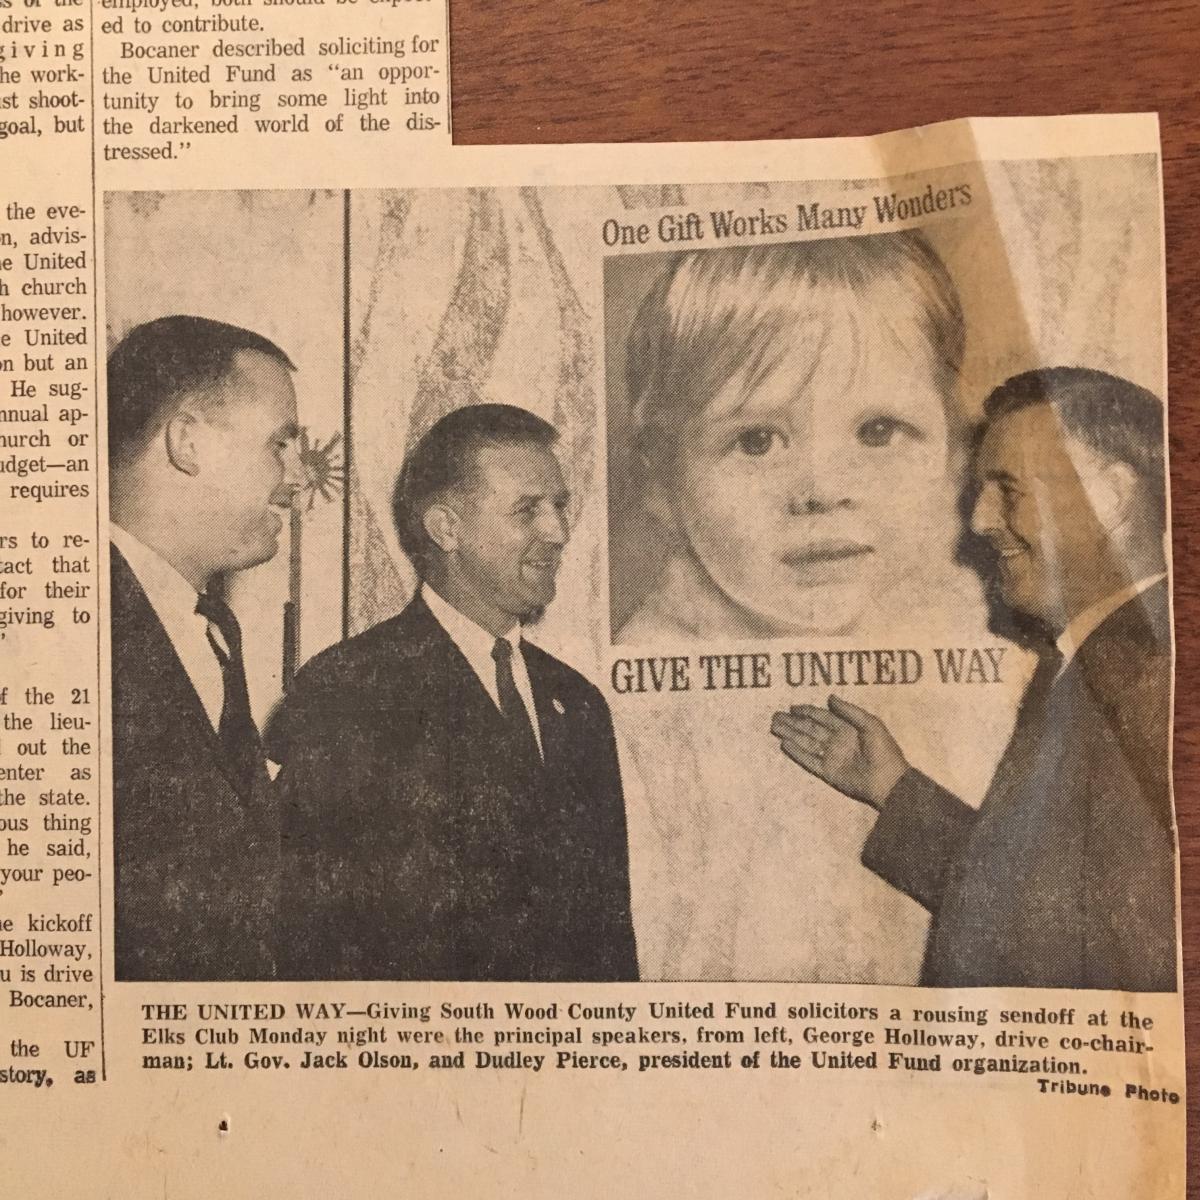 drive as
giving
the work-
shoot-
goal, but
the eve-
advis-
United
church
however.
United
but an
He sug-
ap-
or
an
requires
to re-
that
for their
giving to
the 21
the lieu-
out the
as
the state.
thing
he said,
your peo-
kickoff
Holloway,
is drive
Bocaner,
the UF
story, as
ed to contribute.
Bocaner described soliciting for
the United Fund as “an oppor-
tunity to bring some light into
the darkened world of the dis-
tressed.”
One Gift Works Many Wonders
GIVE THE UNITED WAY
THE UNITED WAY—Giving South Wood County United Fund solicitors a rousing sendoff at the
Elks Club Monday night were the principal speakers, from left, George Holloway, drive co-chair-
man; Lt. Gov. Jack Olson, and Dudley Pierce, president of the United Fund organization.
Tribune Photo